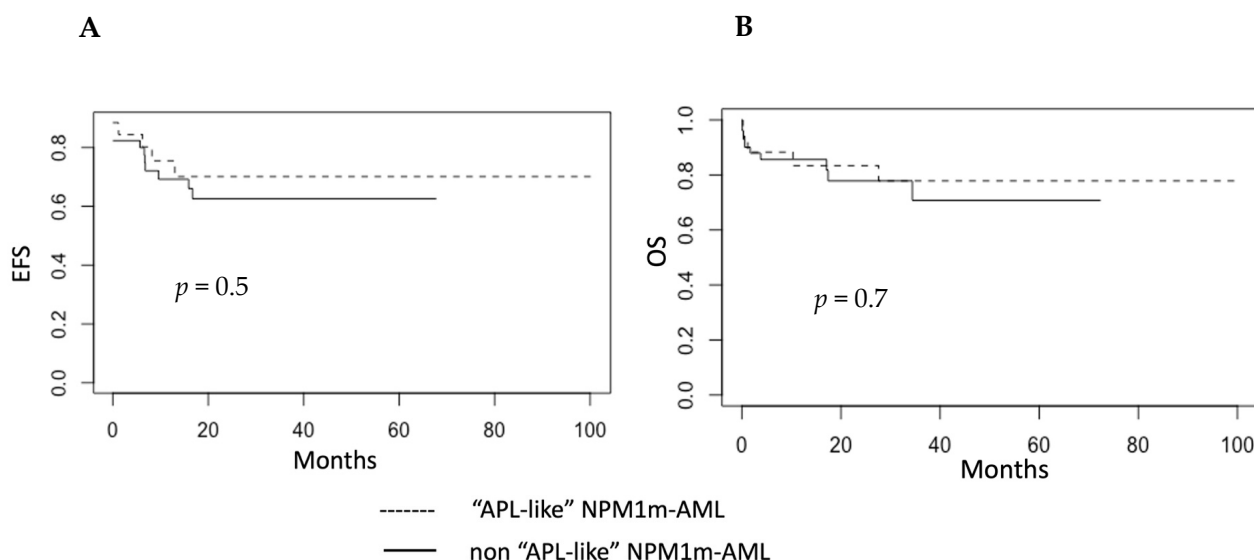 A
B
EFS
0.8
0.6
0.4
0.2
0.0
p = 0.5
0 20 40 60 80 100
Months
OS
1.0
0.8
0.6
0.4
0.2
0.0
p = 0.7
0 20 40 60 80 100
Months
“APL-like” NPM1m-AML
non “APL-like” NPM1m-AML